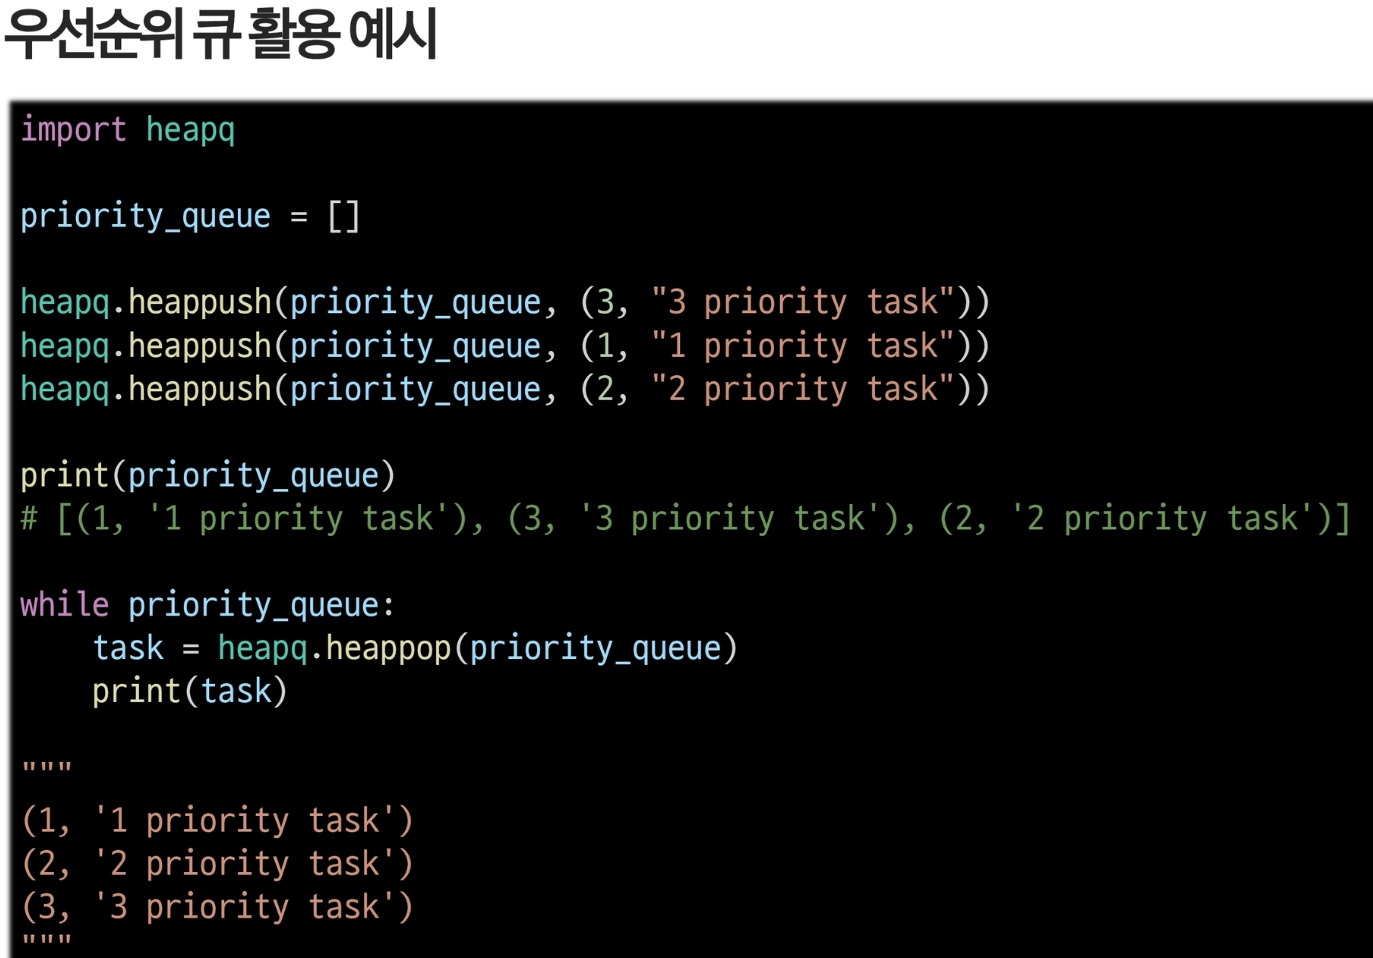 우선순위 큐 활용 예시
import heapq
priority_queue = []
heapq.heappush(priority_queue, (3, "3 priority task"))
heapq.heappush(priority_queue, (1, "1 priority task"))
heapq.heappush(priority_queue, (2, "2 priority task"))
print(priority_queue)
# [(1, '1 priority task'), (3, '3 priority task'), (2, '2 priority task')]
while priority_queue:
    task = heapq.heappop(priority_queue)
    print(task)
"""
(1, '1 priority task')
(2, '2 priority task')
(3, '3 priority task')
"""